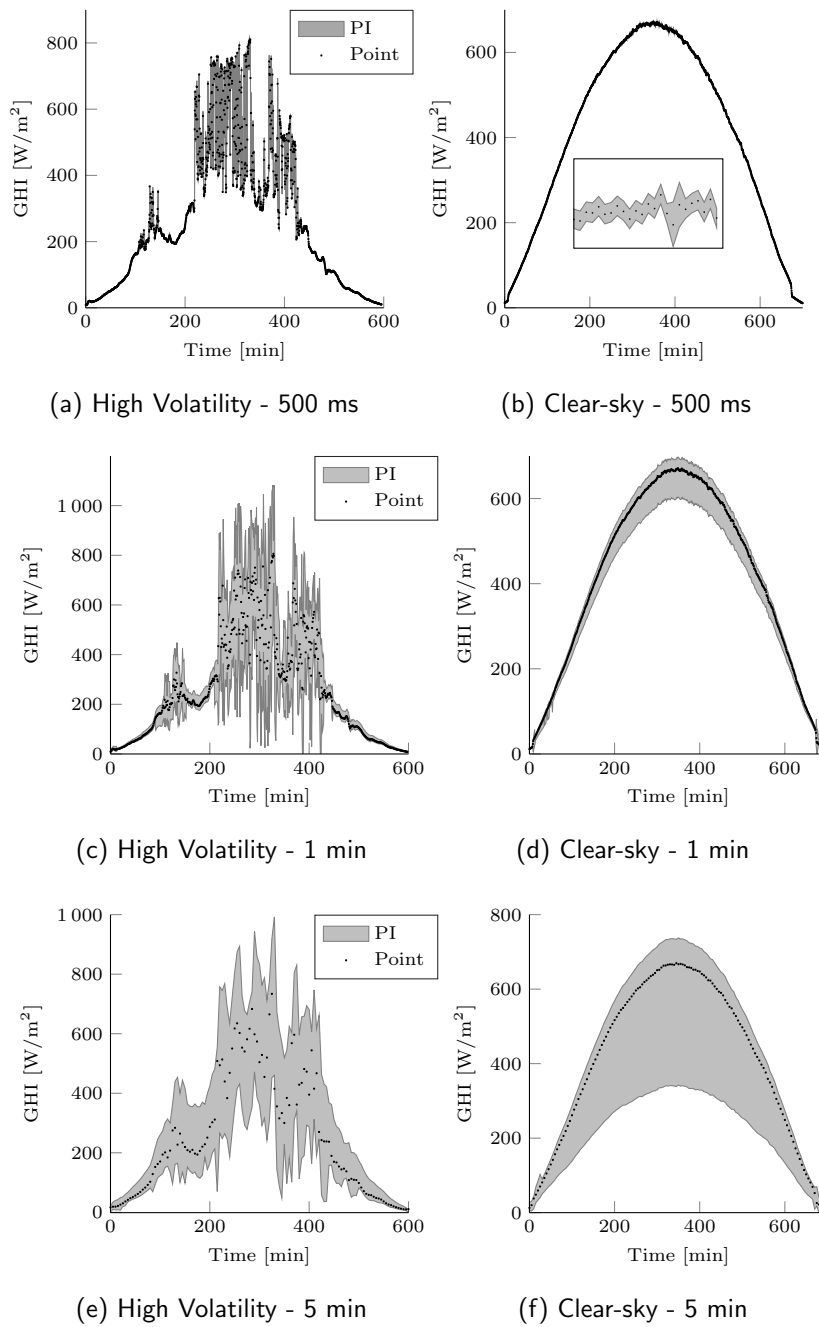 GHI [W/m²]
800
600
400
200
0
0 200 400 600
Time [min]
PI
Point
(a) High Volatility - 500 ms
GHI [W/m²]
600
400
200
0
0 200 400 600
Time [min]
(b) Clear-sky - 500 ms
GHI [W/m²]
1 000
800
600
400
200
0
0 200 400 600
Time [min]
PI
Point
(c) High Volatility - 1 min
GHI [W/m²]
600
400
200
0
0 200 400 600
Time [min]
(d) Clear-sky - 1 min
GHI [W/m²]
1 000
800
600
400
200
0
0 200 400 600
Time [min]
PI
Point
(e) High Volatility - 5 min
GHI [W/m²]
800
600
400
200
0
0 200 400 600
Time [min]
(f) Clear-sky - 5 min